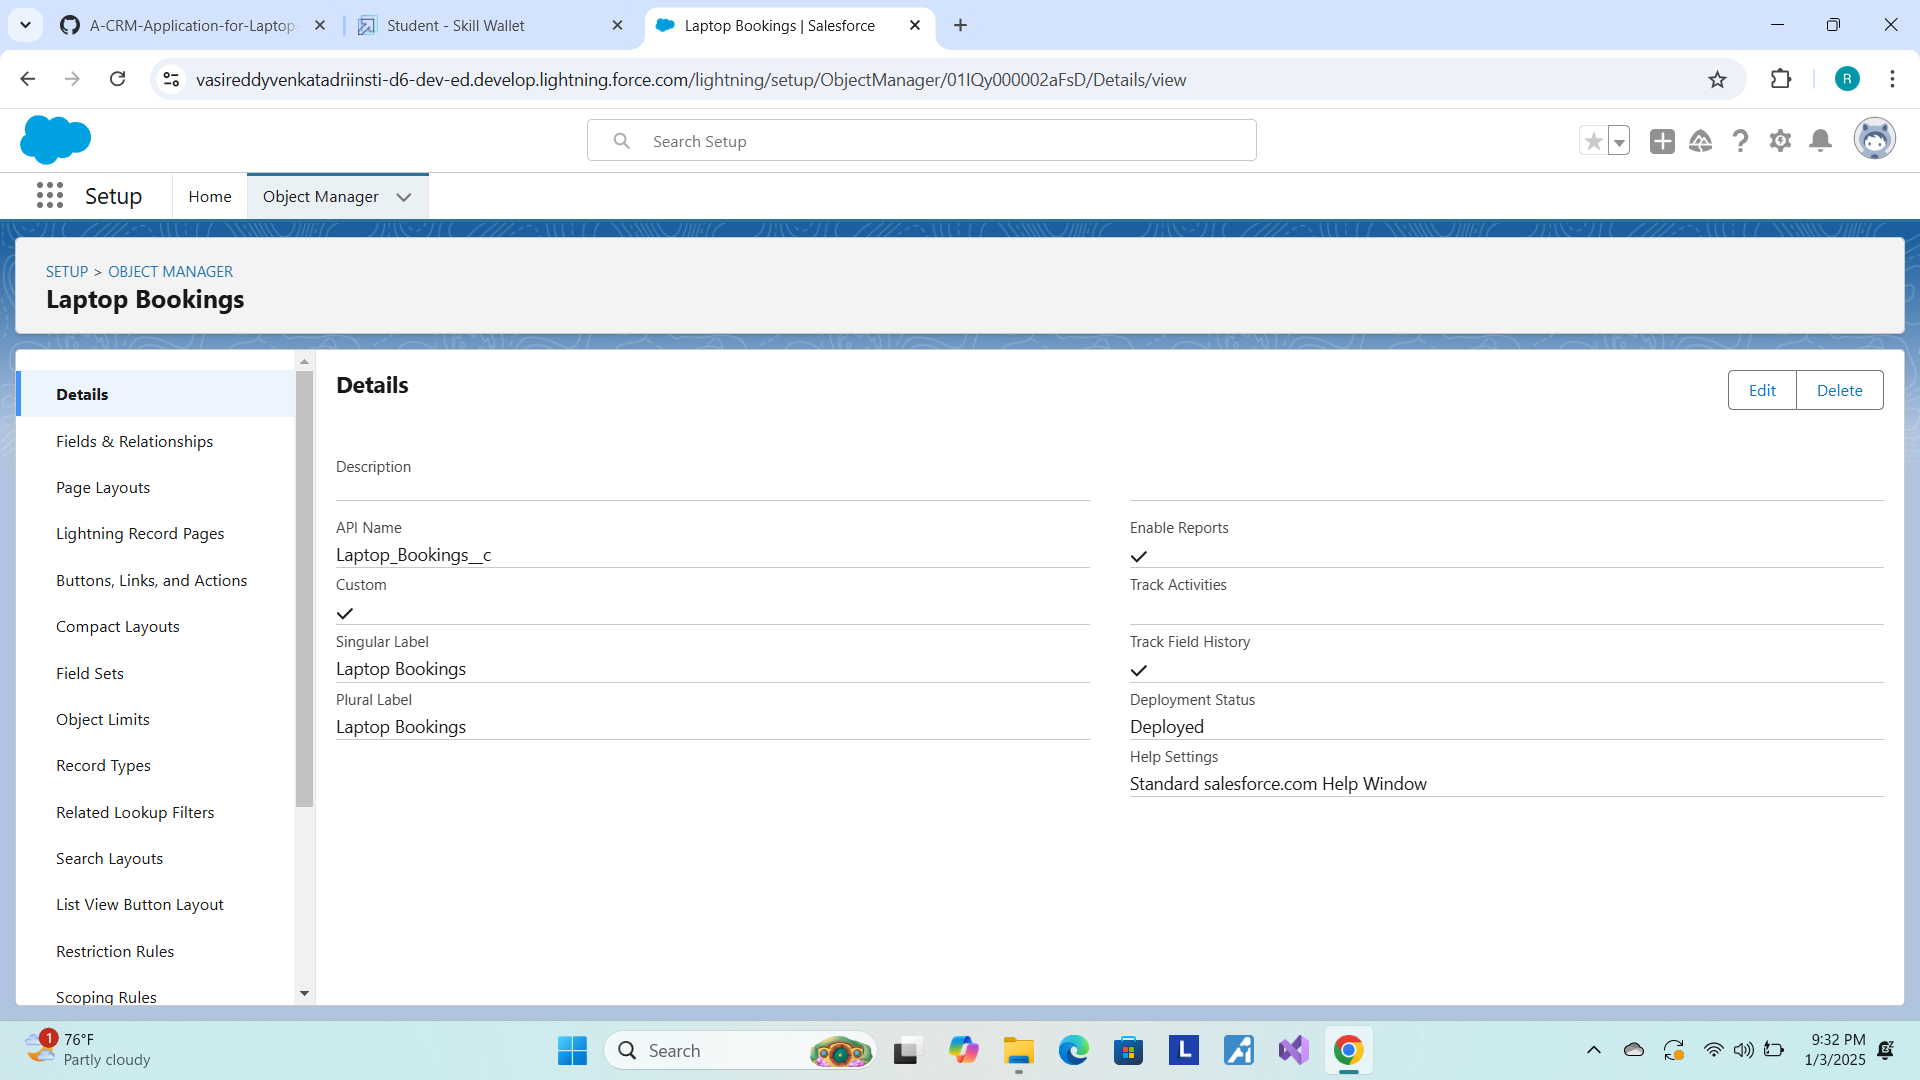 A-CRM-Application-for-Laptop-
Student - Skill Wallet
Laptop Bookings | Salesforce
vasireddyvenkatadriinsti-d6-dev-ed.develop.lightning.force.com/lightning/setup/ObjectManager/01IQy000002aFsD/Details/view
R
Search Setup
Setup
Home
Object Manager
SETUP > OBJECT MANAGER
Laptop Bookings
Details
Fields & Relationships
Page Layouts
Lightning Record Pages
Buttons, Links, and Actions
Compact Layouts
Field Sets
Object Limits
Record Types
Related Lookup Filters
Search Layouts
List View Button Layout
Restriction Rules
Scoping Rules
Details
Edit
Delete
Description
API Name
Laptop_Bookings__c
Custom
Singular Label
Laptop Bookings
Plural Label
Laptop Bookings
Enable Reports
Track Activities
Track Field History
Deployment Status
Deployed
Help Settings
Standard salesforce.com Help Window
1
76°F
Partly cloudy
Search
L
9:32 PM
1/3/2025